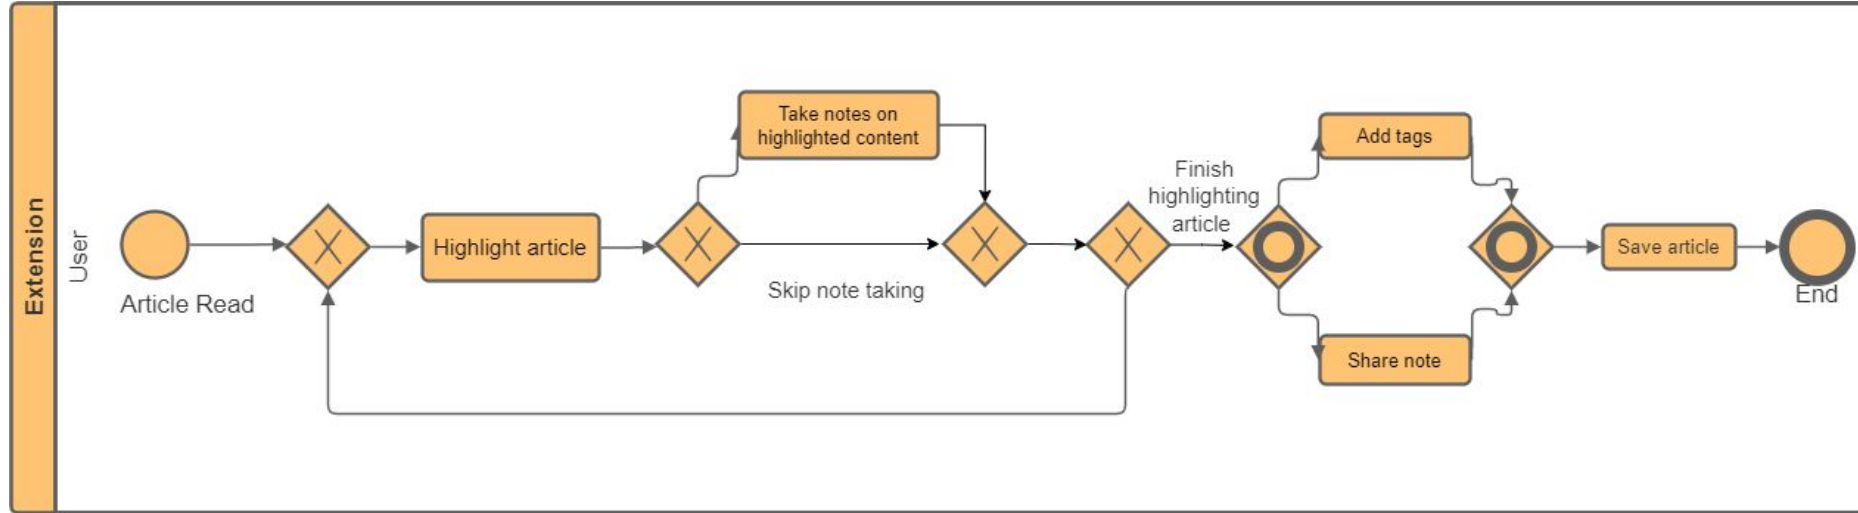 Extension
User
Article Read
Highlight article
Take notes on
highlighted content
Skip note taking
Finish
highlighting
article
Add tags
Share note
Save article
End